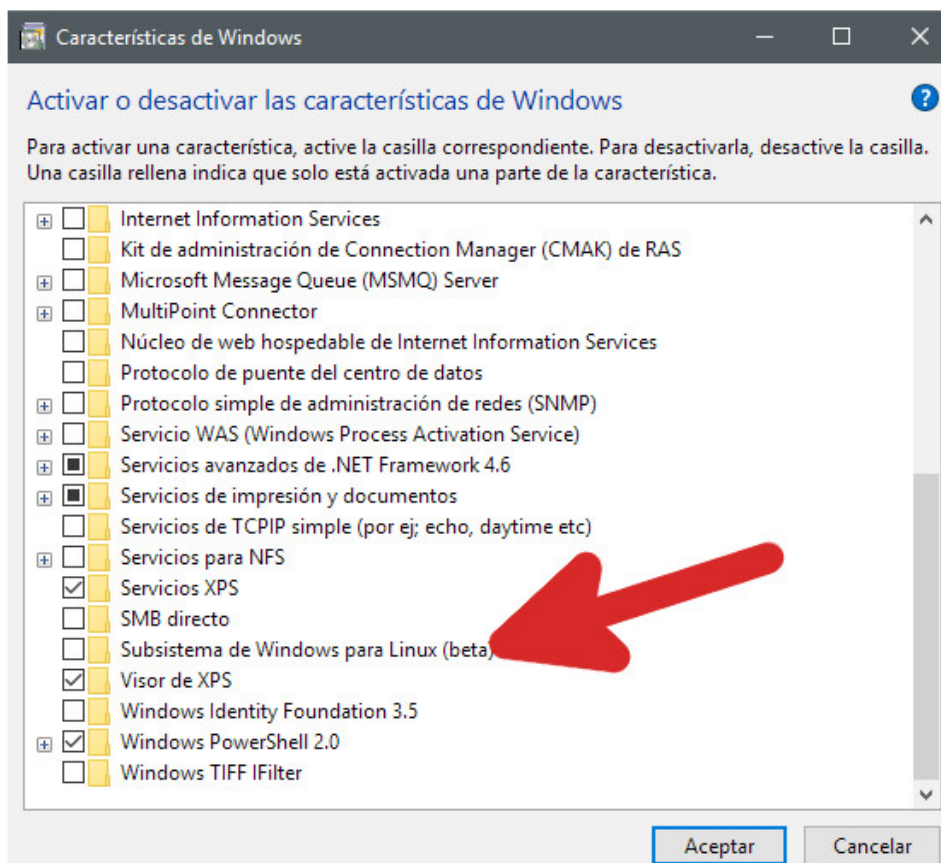 Características de Windows
Activar o desactivar las características de Windows
?
Para activar una característica, active la casilla correspondiente. Para desactivarla, desactive la casilla.
Una casilla rellena indica que solo está activada una parte de la característica.
Internet Information Services
Kit de administración de Connection Manager (CMAK) de RAS
Microsoft Message Queue (MSMQ) Server
MultiPoint Connector
Núcleo de web hospedable de Internet Information Services
Protocolo de puente del centro de datos
Protocolo simple de administración de redes (SNMP)
Servicio WAS (Windows Process Activation Service)
Servicios avanzados de .NET Framework 4.6
Servicios de impresión y documentos
Servicios de TCPIP simple (por ej; echo, daytime etc)
Servicios para NFS
Servicios XPS
SMB directo
Subsistema de Windows para Linux (beta)
Visor de XPS
Windows Identity Foundation 3.5
Windows PowerShell 2.0
Windows TIFF IFilter
Aceptar
Cancelar